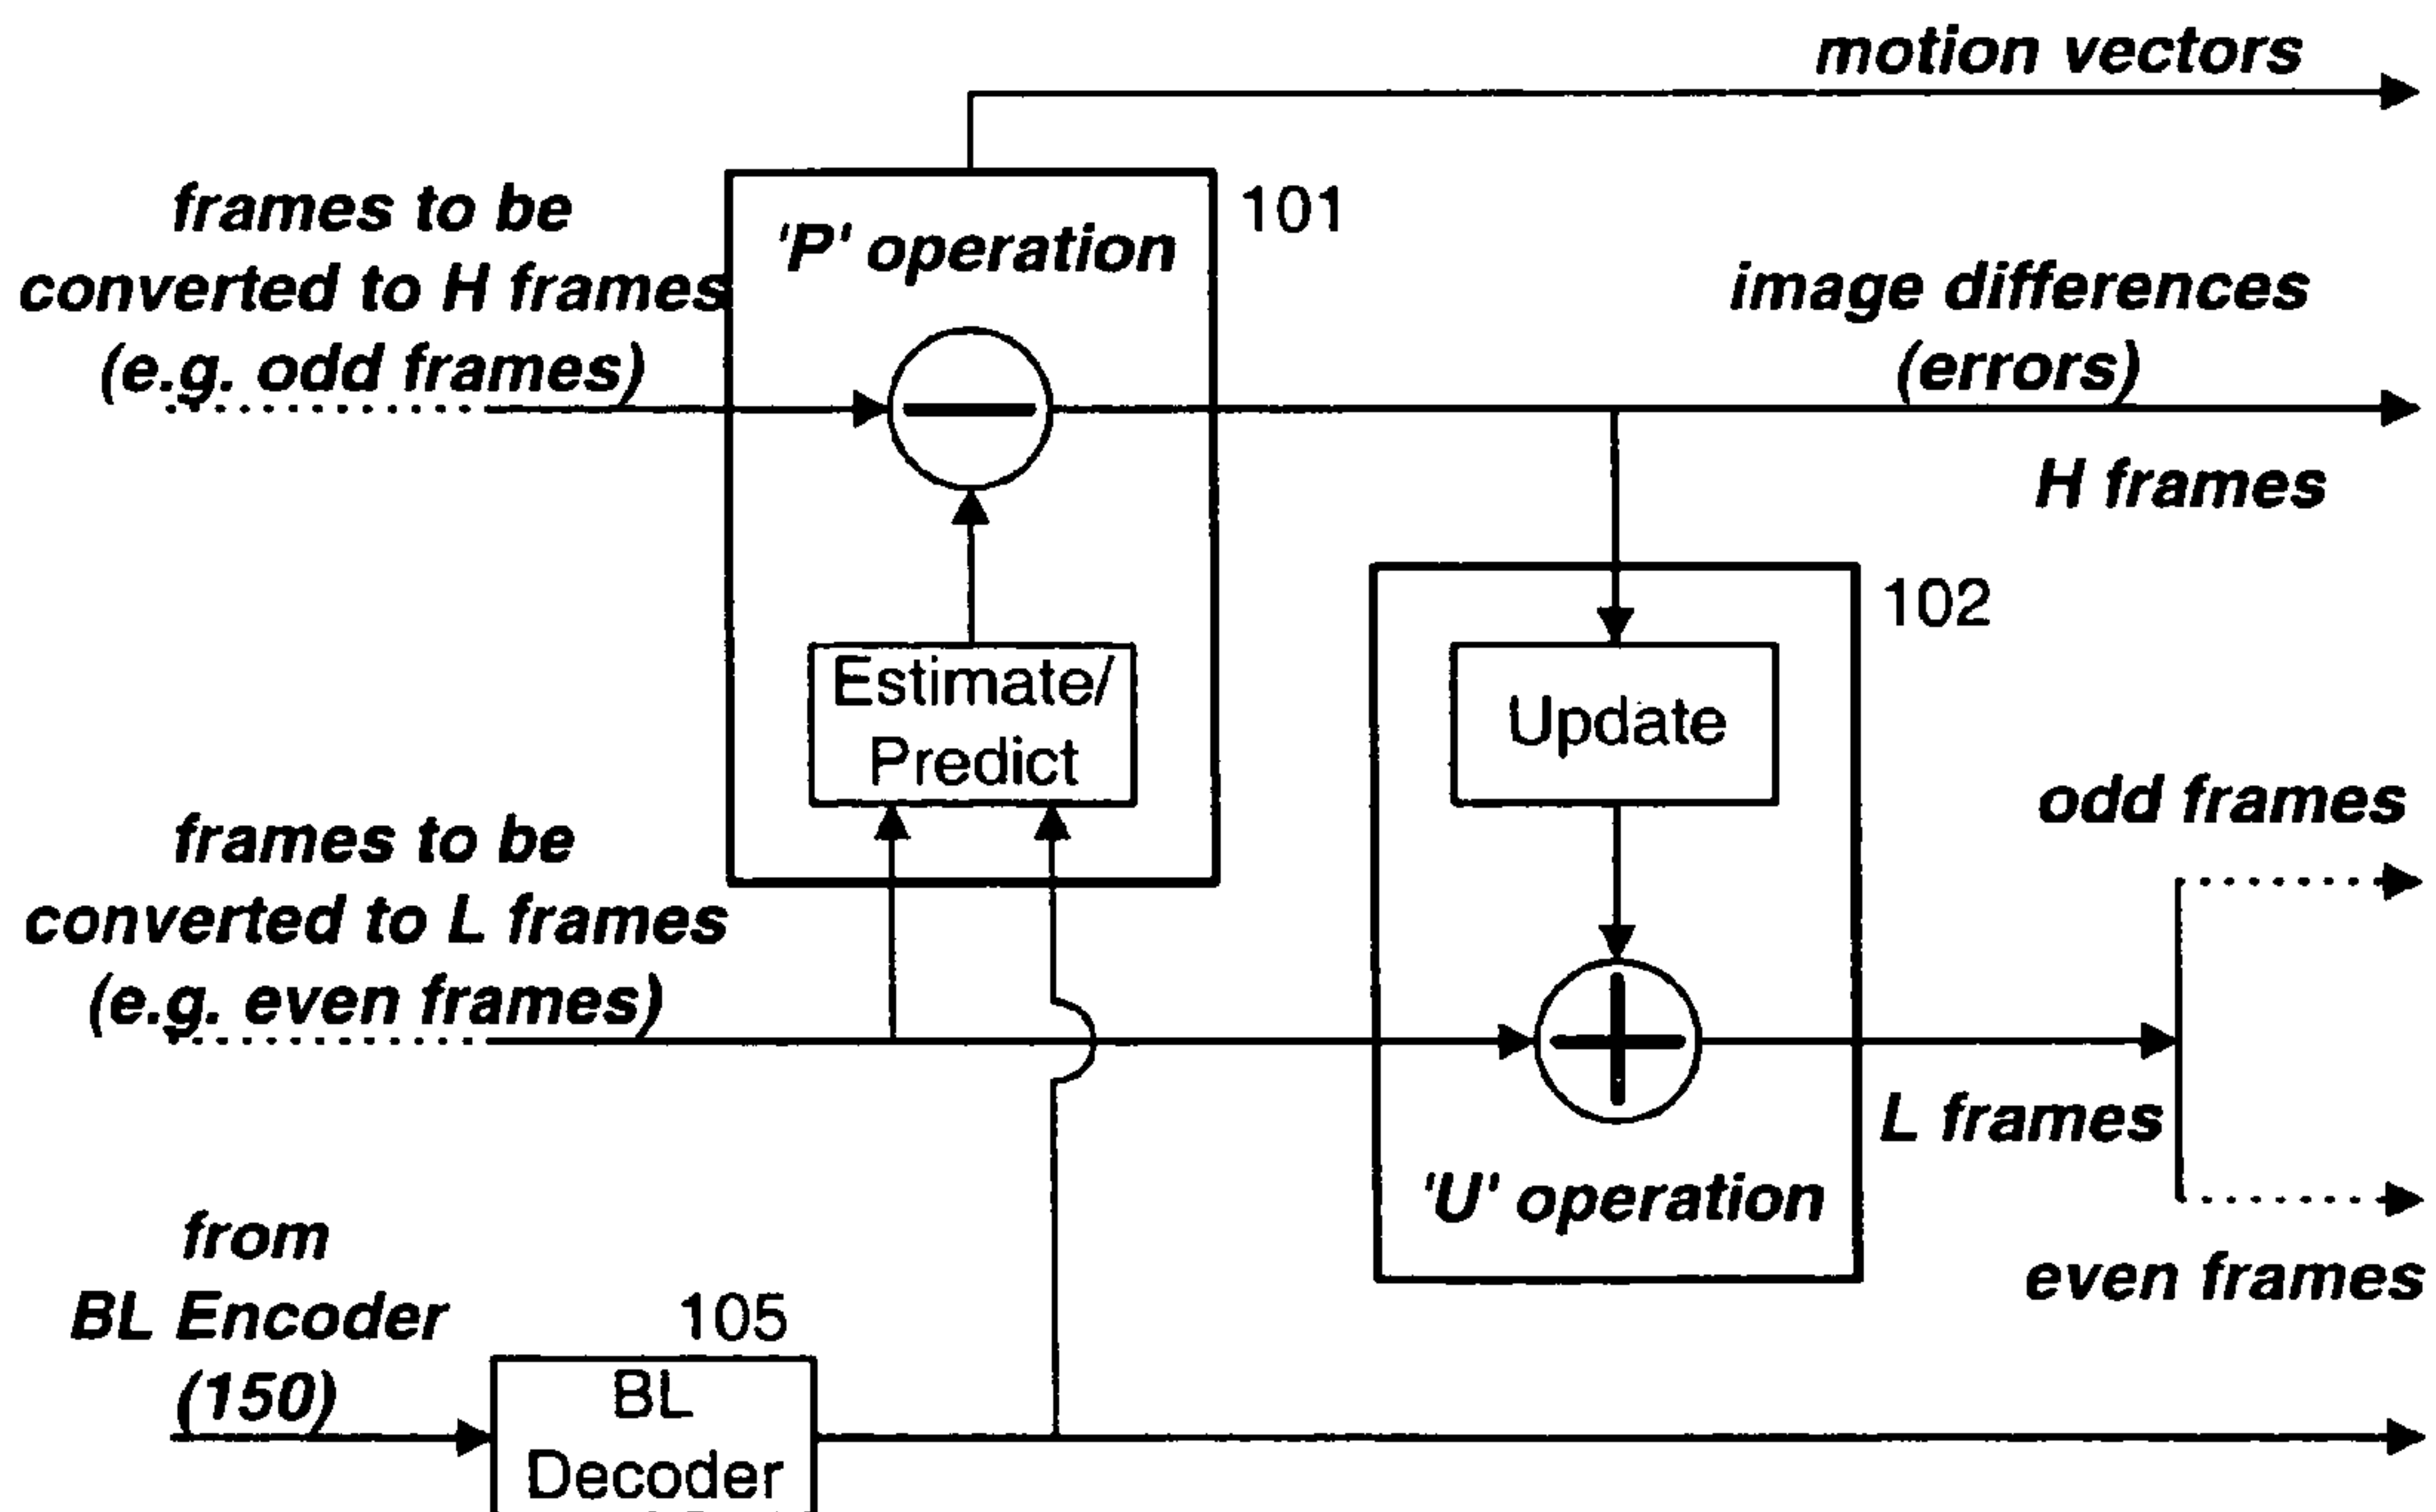 motion vectors
frames to be
converted to H frames
(e.g. odd frames)
'P' operation
101
image differences
(errors)
H frames
Estimate/
Predict
102
Update
odd frames
frames to be
converted to L frames
(e.g. even frames)
L frames
'U' operation
even frames
from
BL Encoder
(150)
105
BL
Decoder